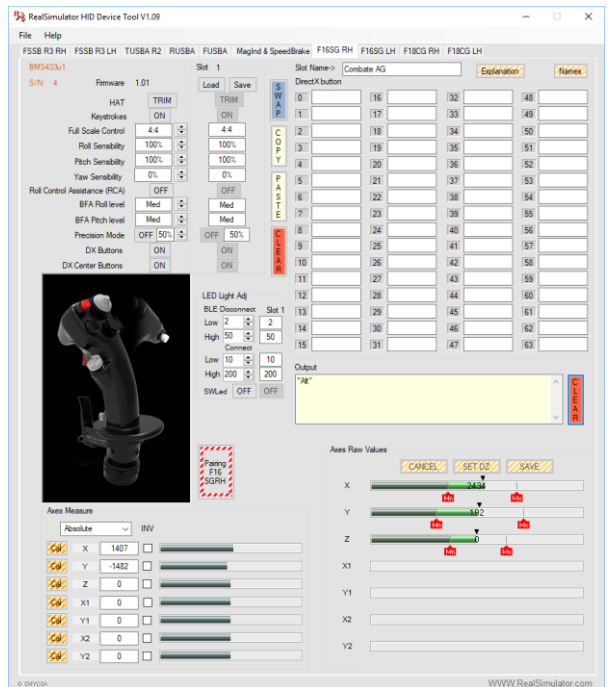 RealSimulator HID Device Tool V1.09
File Help
FSSB R3 RH FSSB R3 LH TUSBA R2 RUSBA FUSBA MagInd & SpeedBrake F16SG RH F16SG LH F18CG RH F18CG LH
BMS433u1
S/N: 4 Firmware 1.01
HAT TRIM
Keystrokes ON
Full Scale Control 4:4
Roll Sensibility 100%
Pitch Sensibility 100%
Yaw Sensibility 0%
Roll Control Assistance (RCA) OFF
BFA Roll level Med
BFA Pitch level Med
Precision Mode OFF 50%
DX Buttons ON
DX Center Buttons ON
Slot 1
Load Save
TRIM
ON
4:4
100%
100%
0%
OFF
Med
Med
OFF 50%
ON
ON
SWAP
COPY
PASTE
CLEAR
Slot Name-> Combate AG Explanation Names
DirectX button
0 16 32 48
1 17 33 49
2 18 34 50
3 19 35 51
4 20 36 52
5 21 37 53
6 22 38 54
7 23 39 55
8 24 40 56
9 25 41 57
10 26 42 58
11 27 43 59
12 28 44 60
13 29 45 61
14 30 46 62
15 31 47 63
LED Light Adj
BLE Disconnect Slot 1
Low 2 2
High 50 50
Connect
Low 10 10
High 200 200
SWLed OFF OFF
Output
"Alt"
CLEAR
Pairing
F16
SGRH
Axes Raw Values
CANCEL SET DZ SAVE
X 2434
Mn Mx
Y 192
Mn Mx
Z 0
Mn Mx
X1
Y1
X2
Y2
Axes Measure
Absolute INV
Cal X 1407
Cal Y -1482
Cal Z 0
Cal X1 0
Cal Y1 0
Cal X2 0
Cal Y2 0
© EMYCSA WWW.RealSimulator.com